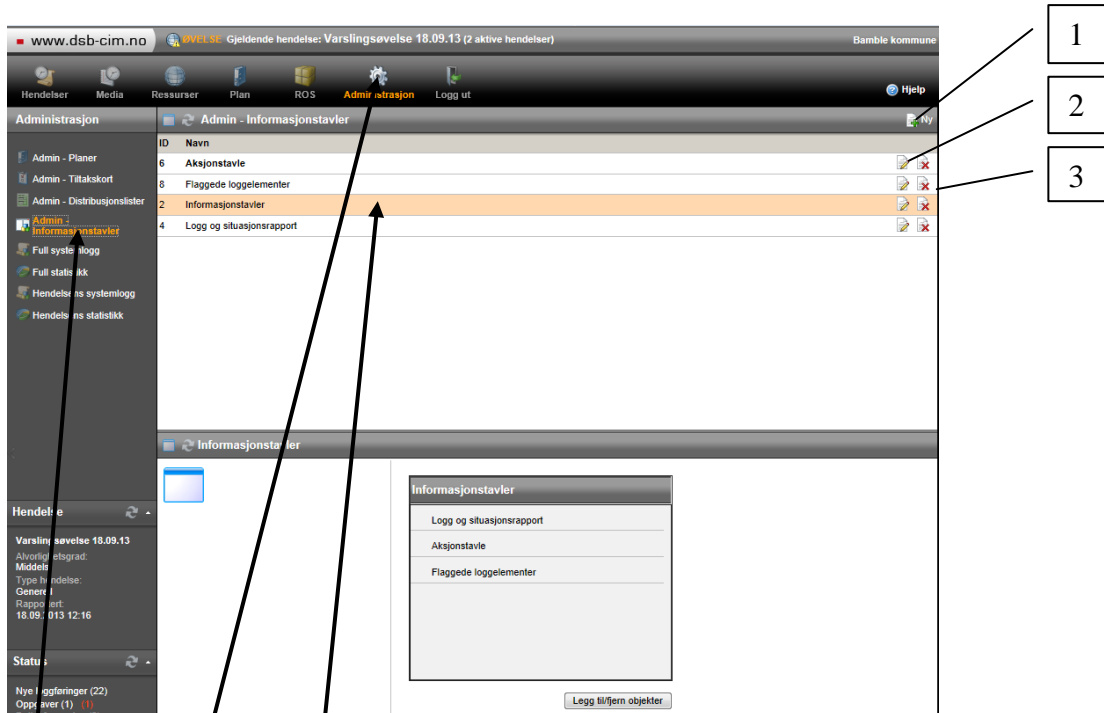 www.dsb-cim.no
ØVELSE Gjeldende hendelse: Varslingsøvelse 18.09.13 (2 aktive hendelser)
Bamble kommune
Hendelser
Media
Ressurser
Plan
ROS
Administrasjon
Logg ut
Hjelp
Administrasjon
Admin - Informasjonstavler
Ny
ID Navn
6 Aksjonstavle
8 Flaggede loggelementer
2 Informasjonstavler
4 Logg og situasjonsrapport
Admin - Planer
Admin - Tiltakskort
Admin - Distribusjonslister
Admin -
Informasjonstavler
Full systemlogg
Full statistikk
Hendelsens systemlogg
Hendelsens statistikk
1
2
3
Informasjonstavler
Informasjonstavler
Logg og situasjonsrapport
Aksjonstavle
Flaggede loggelementer
Legg til/fjern objekter
Hendelse
Varslingsøvelse 18.09.13
Alvorlighetsgrad:
Middels
Type hendelse:
Generell
Rapportert:
18.09.2013 12:16
Status
Nye loggføringer (22)
Oppgaver (1) (1)